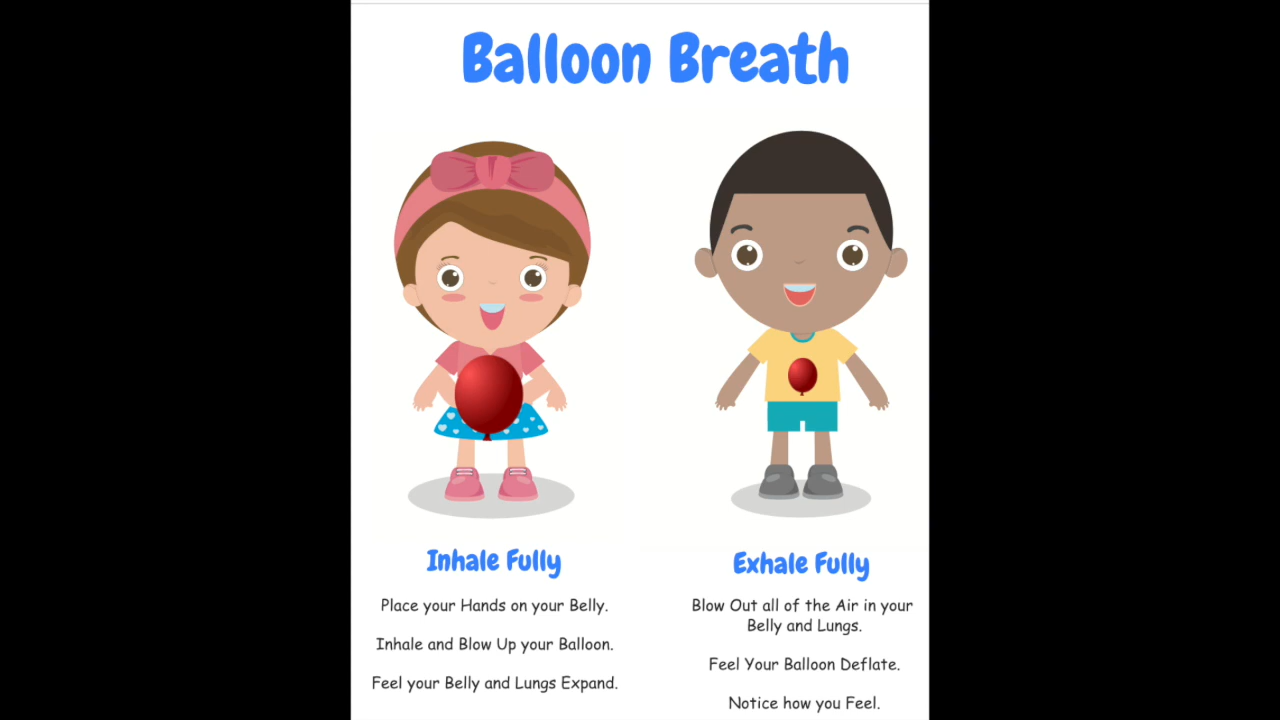 Balloon Breath
Inhale Fully
Place your Hands on your Belly.
Inhale and Blow Up your Balloon.
Feel your Belly and Lungs Expand.
Exhale Fully
Blow Out all of the Air in your
Belly and Lungs.
Feel Your Balloon Deflate.
Notice how you Feel.